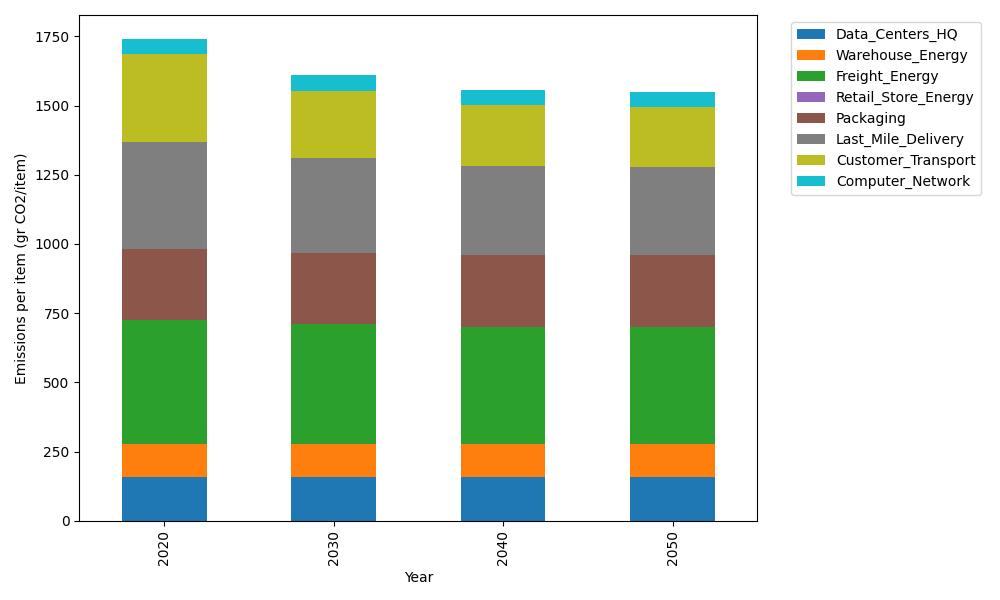 1750
1500
1250
1000
750
500
250
0
Emissions per item (gr CO2/item)
2020
2030
2040
2050
Year
Data_Centers_HQ
Warehouse_Energy
Freight_Energy
Retail_Store_Energy
Packaging
Last_Mile_Delivery
Customer_Transport
Computer_Network